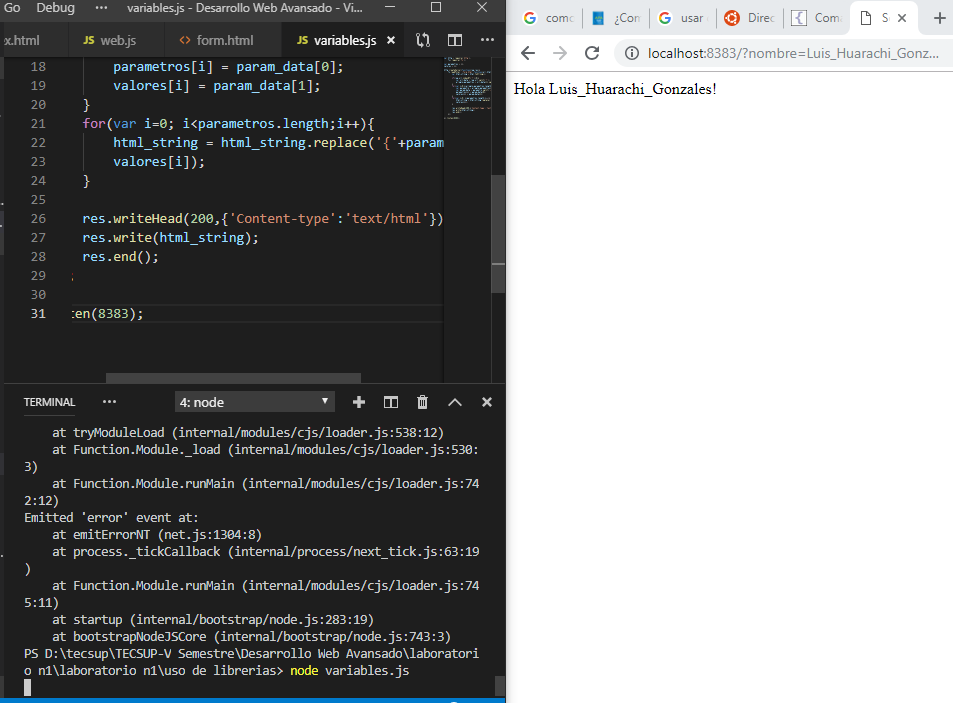 Go Debug ··· variables.js - Desarrollo Web Avansado - Vi...
x.html JS web.js <> form.html JS variables.js ×
18 parametros[i] = param_data[0];
19 valores[i] = param_data[1];
20 }
21 for(var i=0; i<parametros.length;i++){
22 html_string = html_string.replace('{'+param
23 valores[i]);
24 }
25
26 res.writeHead(200,{'Content-type':'text/html'})
27 res.write(html_string);
28 res.end();
29 ;
30
31 ten(8383);
TERMINAL ··· 4: node
at tryModuleLoad (internal/modules/cjs/loader.js:538:12)
at Function.Module._load (internal/modules/cjs/loader.js:530:
3)
at Function.Module.runMain (internal/modules/cjs/loader.js:74
2:12)
Emitted 'error' event at:
at emitErrorNT (net.js:1304:8)
at process._tickCallback (internal/process/next_tick.js:63:19
)
at Function.Module.runMain (internal/modules/cjs/loader.js:74
5:11)
at startup (internal/bootstrap/node.js:283:19)
at bootstrapNodeJSCore (internal/bootstrap/node.js:743:3)
PS D:\tecsup\TECSUP-V Semestre\Desarrollo Web Avansado\laboratori
o n1\laboratorio n1\uso de librerias> node variables.js
como ¿Con usar Direc Com S
localhost:8383/?nombre=Luis_Huarachi_Gonz...
Hola Luis_Huarachi_Gonzales!